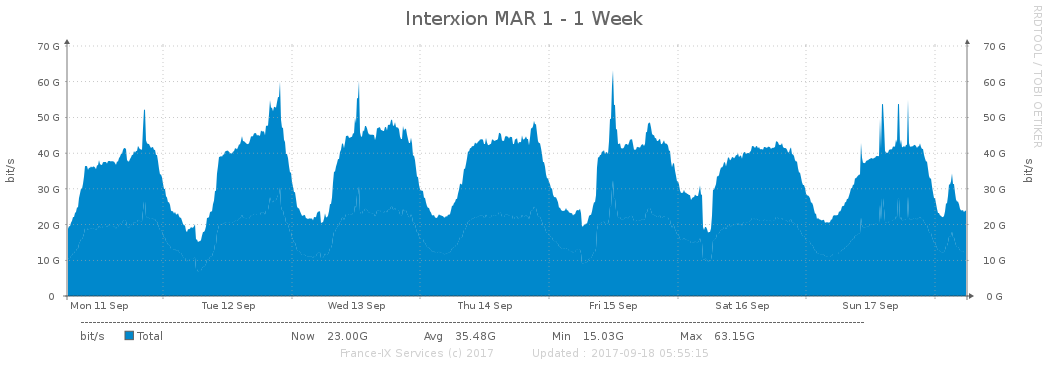 Interxion MAR 1 - 1 Week
RRDTOOL / TOBI OETIKER
70 G 70 G
60 G 60 G
50 G 50 G
40 G 40 G
30 G 30 G
20 G 20 G
10 G 10 G
0 0 G
bit/s
bit/s
Mon 11 Sep Tue 12 Sep Wed 13 Sep Thu 14 Sep Fri 15 Sep Sat 16 Sep Sun 17 Sep
bit/s Total Now 23.00G Avg 35.48G Min 15.03G Max 63.15G
France-IX Services (c) 2017 Updated : 2017-09-18 05:55:15